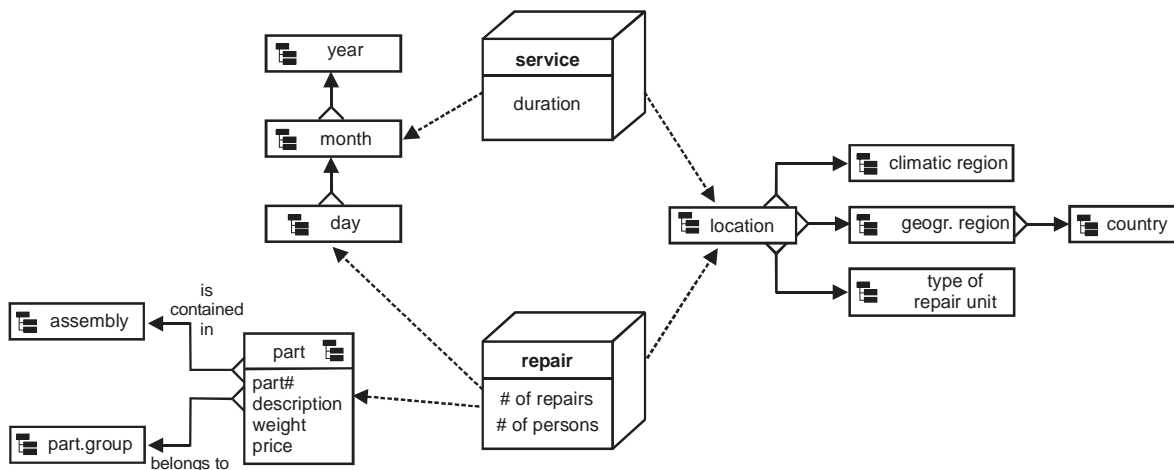 year
service
duration
month
climatic region
day
location
geogr. region
country
is
contained
in
type of
repair unit
assembly
part
repair
part#
description
weight
price
# of repairs
# of persons
part.group
belongs to